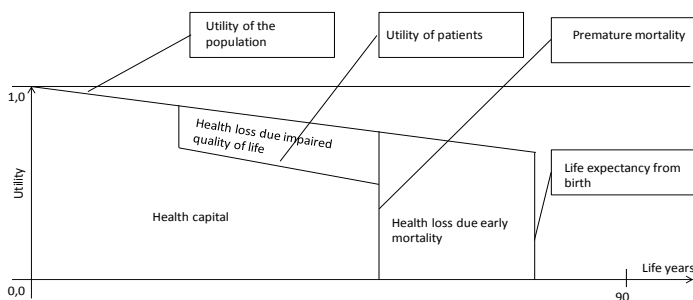 Utility of the
population
Utility of patients
Premature mortality
1,0
Health loss due impaired
quality of life
Life expectancy from
birth
Utility
Health capital
Health loss due early
mortality
Life years
0,0
90